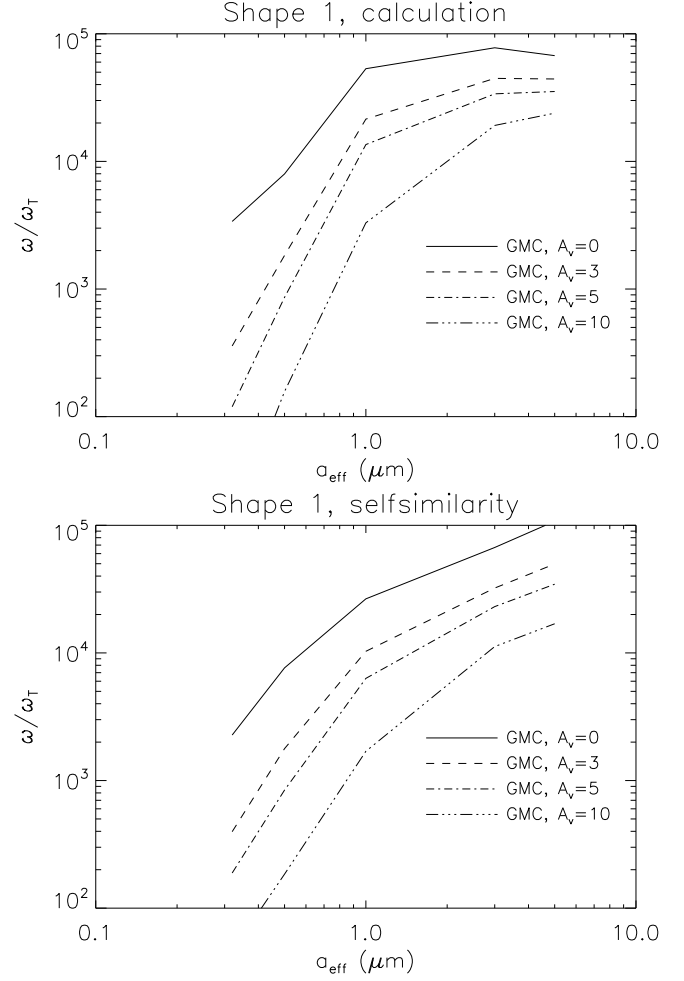 Shape 1, calculation
10^5
10^4
10^3
10^2
ω/ω_T
GMC, A_v=0
GMC, A_v=3
GMC, A_v=5
GMC, A_v=10
0.1 1.0 10.0
a_eff (μm)
Shape 1, selfsimilarity
10^5
10^4
10^3
10^2
ω/ω_T
GMC, A_v=0
GMC, A_v=3
GMC, A_v=5
GMC, A_v=10
0.1 1.0 10.0
a_eff (μm)